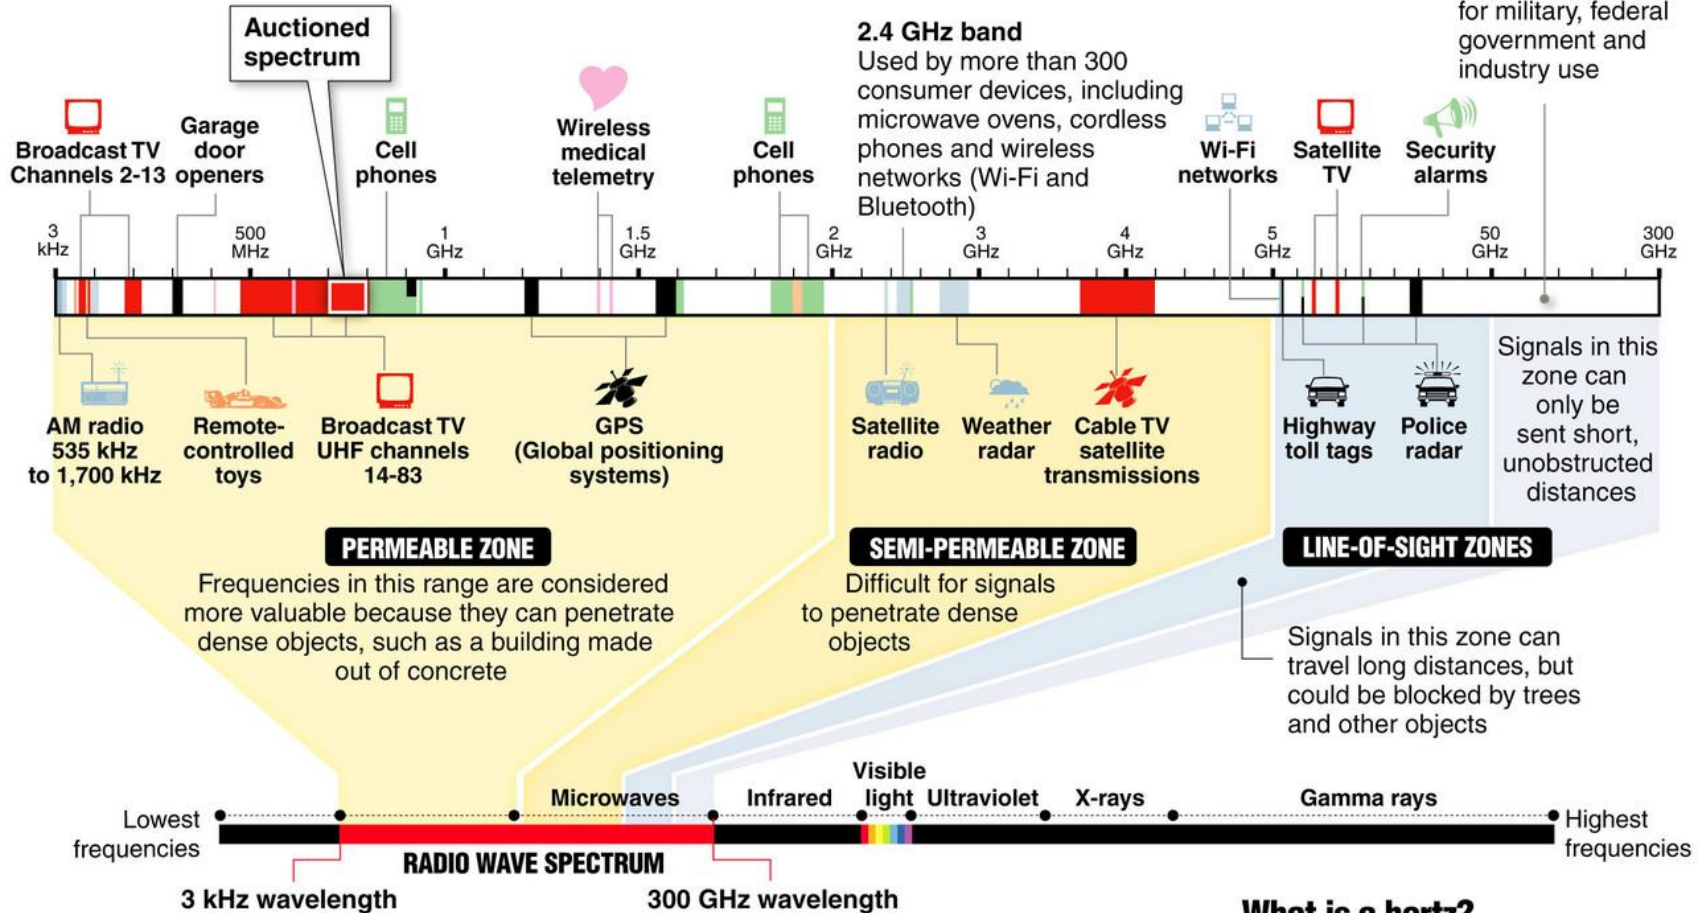 Auctioned
spectrum
Broadcast TV
Channels 2-13
Garage
door
openers
Cell
phones
Wireless
medical
telemetry
Cell
phones
2.4 GHz band
Used by more than 300
consumer devices, including
microwave ovens, cordless
phones and wireless
networks (Wi-Fi and
Bluetooth)
Wi-Fi
networks
Satellite
TV
Security
alarms
for military, federal
government and
industry use
3
kHz
500
MHz
1
GHz
1.5
GHz
2
GHz
3
GHz
4
GHz
5
GHz
50
GHz
300
GHz
AM radio
535 kHz
to 1,700 kHz
Remote-
controlled
toys
Broadcast TV
UHF channels
14-83
GPS
(Global positioning
systems)
Satellite
radio
Weather
radar
Cable TV
satellite
transmissions
Highway
toll tags
Police
radar
Signals in this
zone can
only be
sent short,
unobstructed
distances
PERMEABLE ZONE
Frequencies in this range are considered
more valuable because they can penetrate
dense objects, such as a building made
out of concrete
SEMI-PERMEABLE ZONE
Difficult for signals
to penetrate dense
objects
LINE-OF-SIGHT ZONES
Signals in this zone can
travel long distances, but
could be blocked by trees
and other objects
Lowest
frequencies
Microwaves
Infrared
Visible
light
Ultraviolet
X-rays
Gamma rays
Highest
frequencies
RADIO WAVE SPECTRUM
3 kHz wavelength
300 GHz wavelength
What is a hertz?